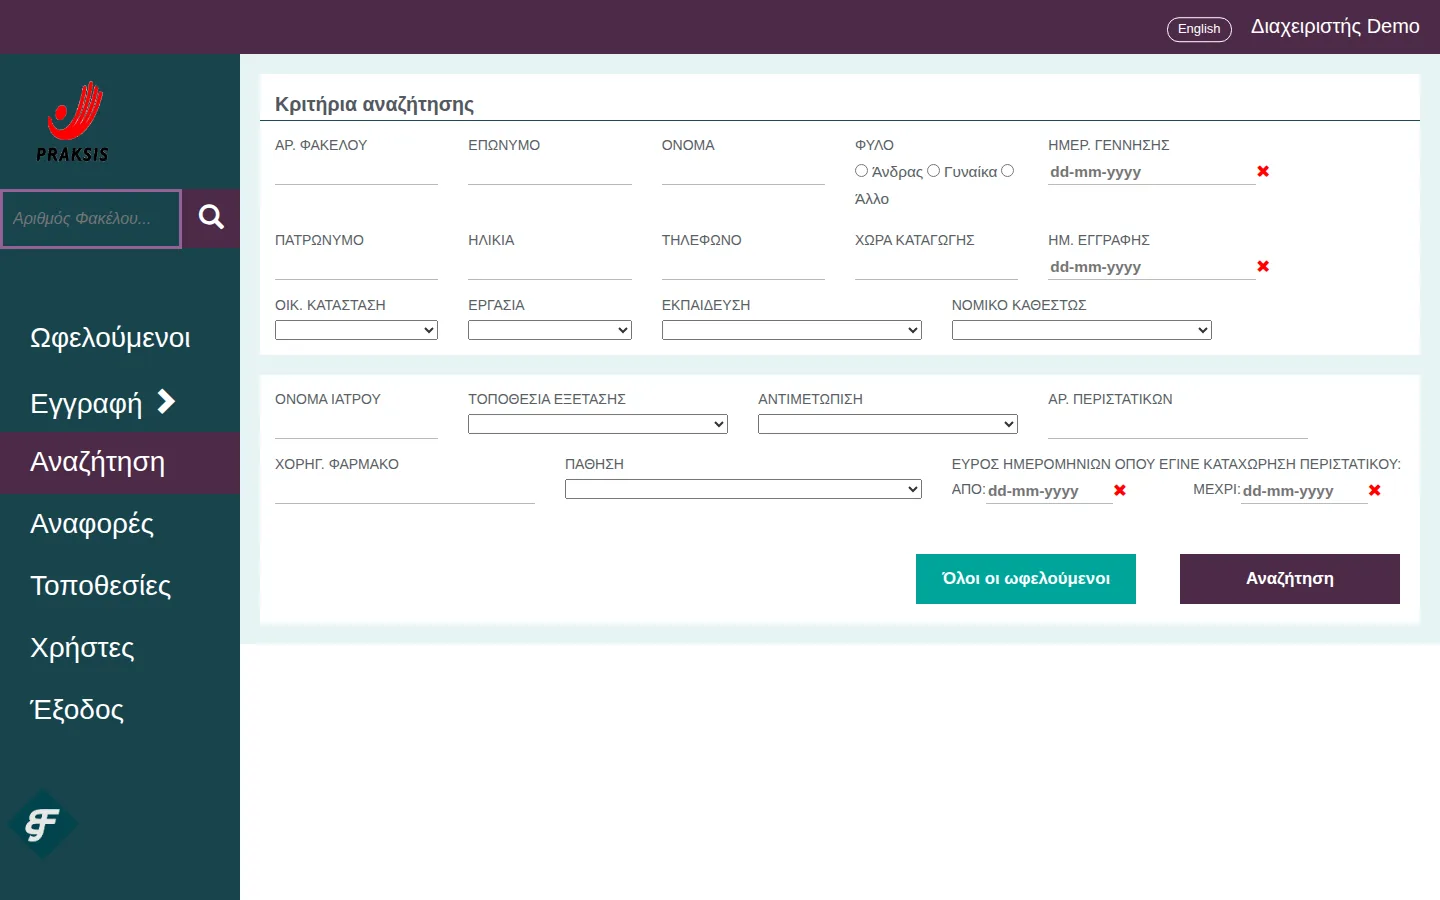 English Διαχειριστής Demo
PRAKSIS
Αριθμός Φακέλου...
Ωφελούμενοι
Εγγραφή
Αναζήτηση
Αναφορές
Τοποθεσίες
Χρήστες
Έξοδος
Κριτήρια αναζήτησης
ΑΡ. ΦΑΚΕΛΟΥ ΕΠΩΝΥΜΟ ΟΝΟΜΑ ΦΥΛΟ ΗΜΕΡ. ΓΕΝΝΗΣΗΣ
Άνδρας Γυναίκα dd-mm-yyyy
Άλλο
ΠΑΤΡΩΝΥΜΟ ΗΛΙΚΙΑ ΤΗΛΕΦΩΝΟ ΧΩΡΑ ΚΑΤΑΓΩΓΗΣ ΗΜ. ΕΓΓΡΑΦΗΣ
dd-mm-yyyy
ΟΙΚ. ΚΑΤΑΣΤΑΣΗ ΕΡΓΑΣΙΑ ΕΚΠΑΙΔΕΥΣΗ ΝΟΜΙΚΟ ΚΑΘΕΣΤΩΣ
ΟΝΟΜΑ ΙΑΤΡΟΥ ΤΟΠΟΘΕΣΙΑ ΕΞΕΤΑΣΗΣ ΑΝΤΙΜΕΤΩΠΙΣΗ ΑΡ. ΠΕΡΙΣΤΑΤΙΚΩΝ
ΧΟΡΗΓ. ΦΑΡΜΑΚΟ ΠΑΘΗΣΗ ΕΥΡΟΣ ΗΜΕΡΟΜΗΝΙΩΝ ΟΠΟΥ ΕΓΙΝΕ ΚΑΤΑΧΩΡΗΣΗ ΠΕΡΙΣΤΑΤΙΚΟΥ:
ΑΠΟ: dd-mm-yyyy ΜΕΧΡΙ: dd-mm-yyyy
Όλοι οι ωφελούμενοι Αναζήτηση